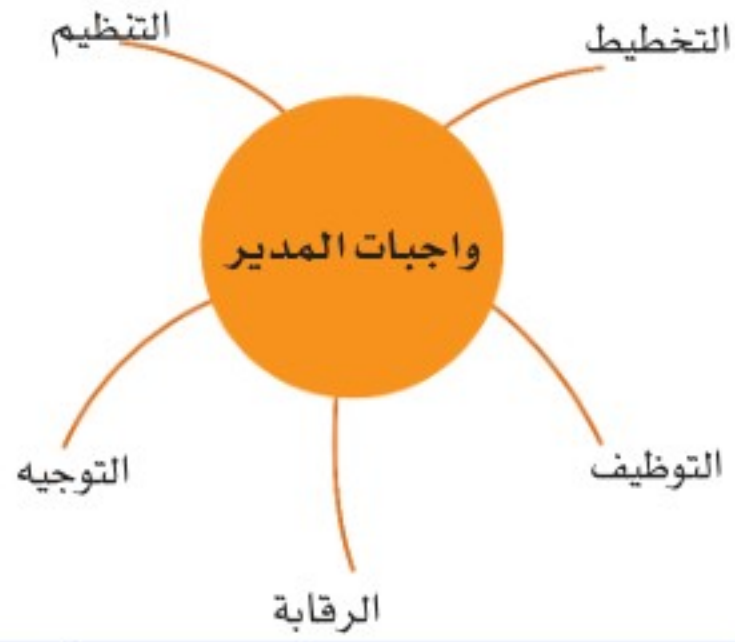 التخطيط
التنظيم
واجبات المدير
التوظيف
التوجيه
الرقابة